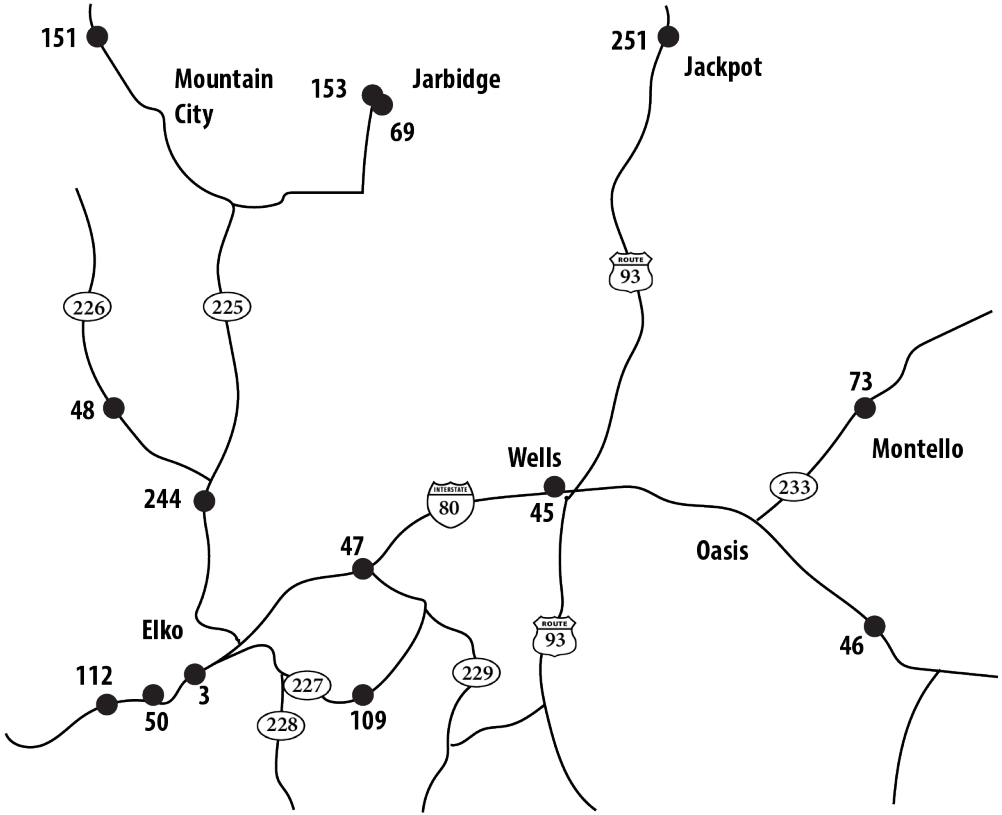 151
251
Jackpot
Mountain
City
153
Jarbidge
69
ROUTE
93
226
225
73
48
Montello
Wells
233
INTERSTATE
80
45
244
47
Oasis
Elko
ROUTE
93
46
112
3
227
229
50
109
228